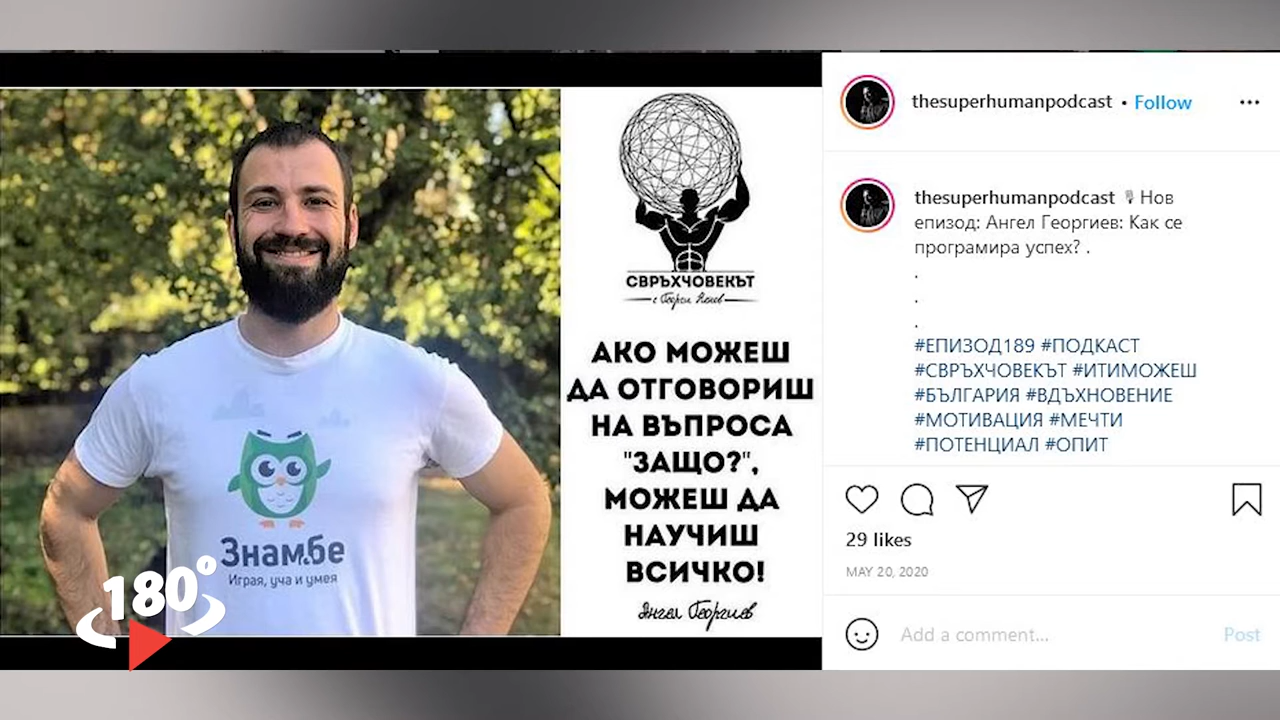 Знам.бе
Играя, уча и умея
180°
СВРЪХЧОВЕКЪТ
с Георги Ненов
АКО МОЖЕШ
ДА ОТГОВОРИШ
НА ВЪПРОСА
"ЗАЩО?",
МОЖЕШ ДА
НАУЧИШ
ВСИЧКО!
Ангел Георгиев
thesuperhumanpodcast • Follow
thesuperhumanpodcast 🎙Нов
епизод: Ангел Георгиев: Как се
програмира успех? .
.
.
.
#ЕПИЗОД189 #ПОДКАСТ
#СВРЪХЧОВЕКЪТ #ИТИМОЖЕШ
#БЪЛГАРИЯ #ВДЪХНОВЕНИЕ
#МОТИВАЦИЯ #МЕЧТИ
#ПОТЕНЦИАЛ #ОПИТ
29 likes
MAY 20, 2020
Add a comment...
Post